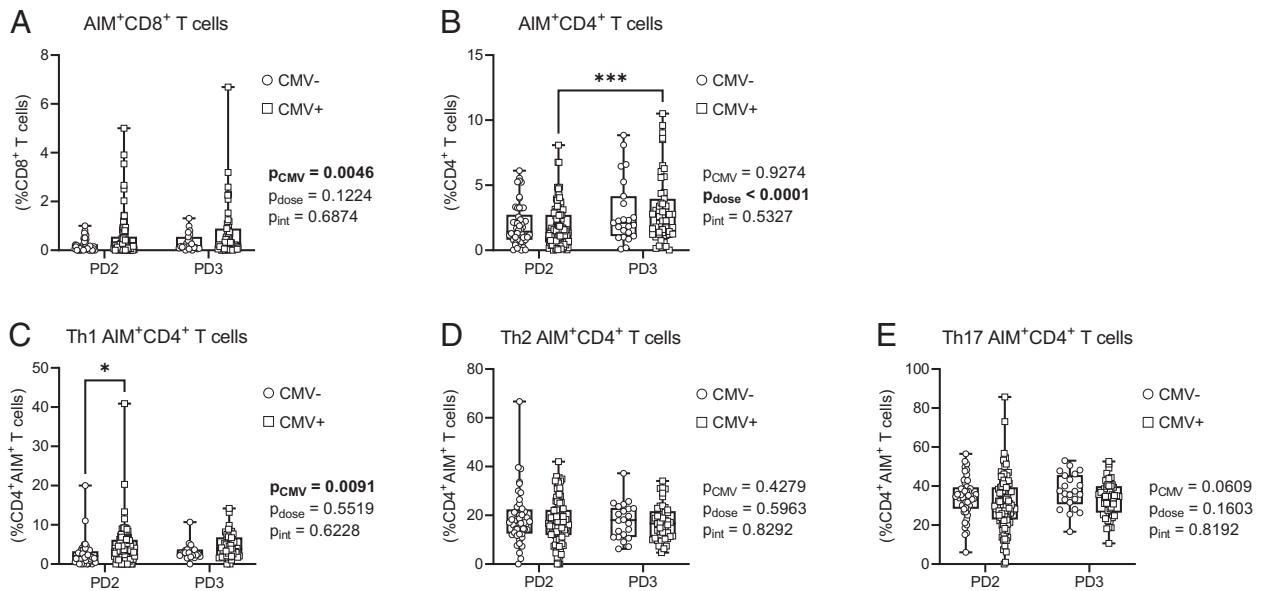 A
AIM⁺CD8⁺ T cells
(%CD8⁺ T cells)
8
6
4
2
0
PD2
PD3
CMV-
CMV+
pCMV = 0.0046
pdose = 0.1224
pint = 0.6874
B
AIM⁺CD4⁺ T cells
(%CD4⁺ T cells)
15
10
5
0
***
PD2
PD3
CMV-
CMV+
pCMV = 0.9274
pdose < 0.0001
pint = 0.5327
C
Th1 AIM⁺CD4⁺ T cells
(%CD4⁺AIM⁺ T cells)
50
40
30
20
10
0
*
PD2
PD3
CMV-
CMV+
pCMV = 0.0091
pdose = 0.5519
pint = 0.6228
D
Th2 AIM⁺CD4⁺ T cells
(%CD4⁺AIM⁺ T cells)
80
60
40
20
0
PD2
PD3
CMV-
CMV+
pCMV = 0.4279
pdose = 0.5963
pint = 0.8292
E
Th17 AIM⁺CD4⁺ T cells
(%CD4⁺AIM⁺ T cells)
100
80
60
40
20
0
PD2
PD3
CMV-
CMV+
pCMV = 0.0609
pdose = 0.1603
pint = 0.8192